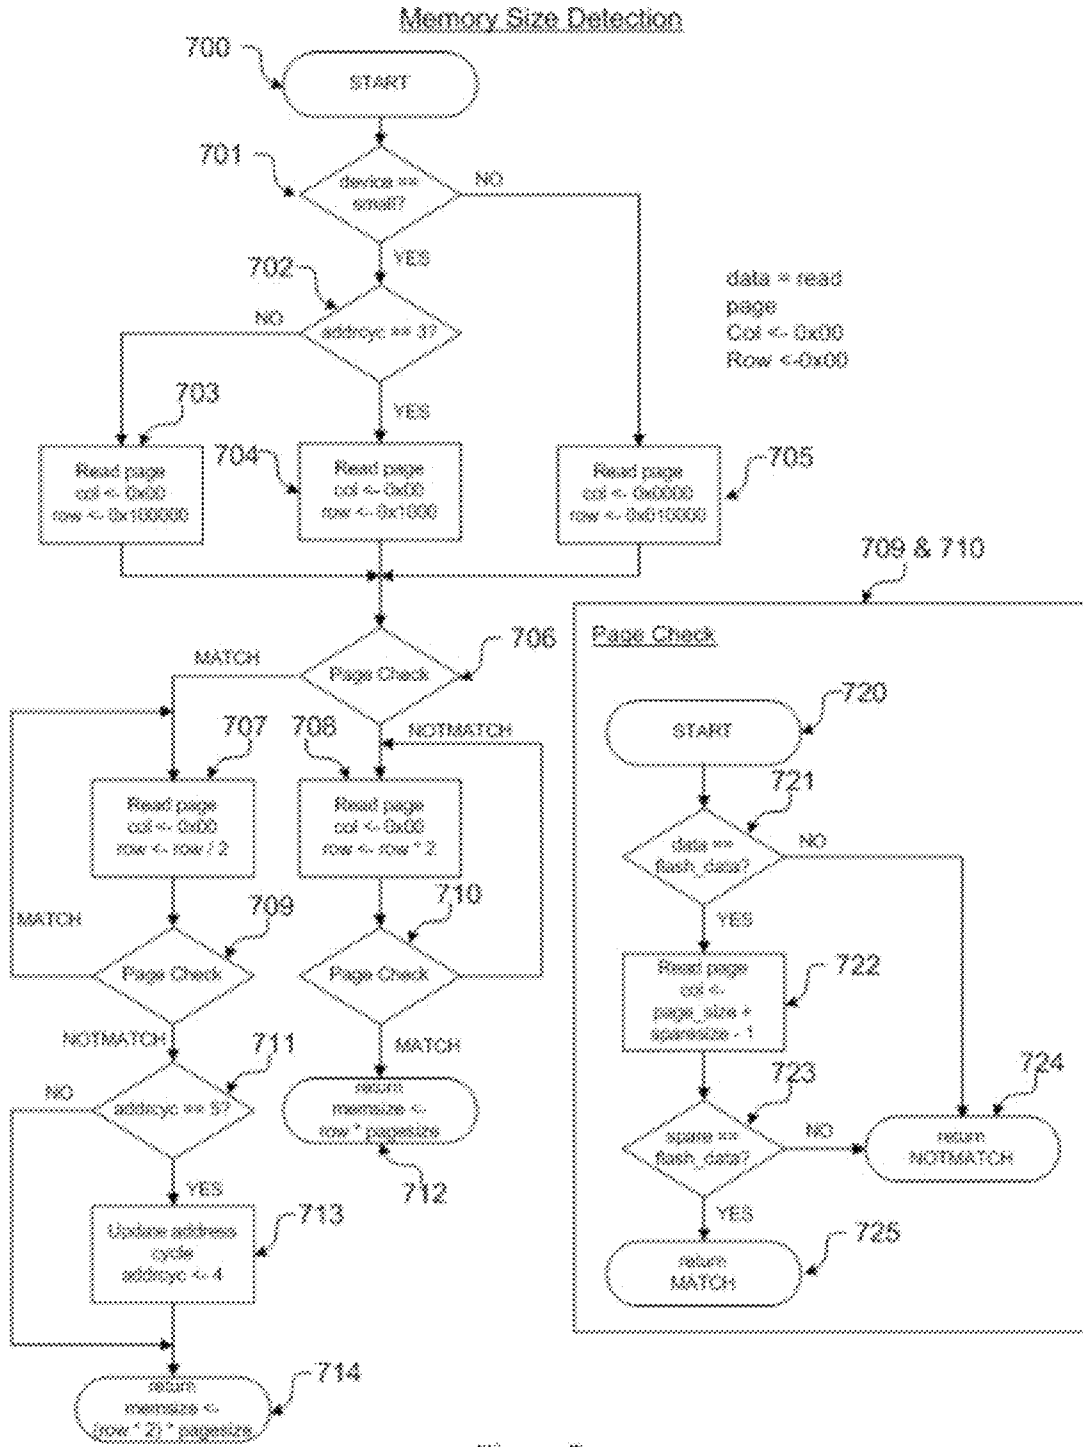 Memory Size Detection
700
START
701
device ==
small?
NO
YES
702
addrcyc == 3?
NO
YES
data = read
page
Col <- 0x00
Row <-0x00
703
Read page
col <- 0x00
row <- 0x100000
704
Read page
col <- 0x00
row <- 0x1000
705
Read page
col <- 0x0000
row <- 0x010000
706
Page Check
MATCH
NOTMATCH
707
Read page
col <- 0x00
row <- row / 2
708
Read page
col <- 0x00
row <- row * 2
709
Page Check
MATCH
NOTMATCH
710
Page Check
MATCH
711
addrcyc == 5?
NO
YES
return
memsize <-
row * pagesize
712
713
Update address
cycle
addrcyc <- 4
714
return
memsize <-
(row * 2) * pagesize
709 & 710
Page Check
720
START
721
data ==
flash_data?
NO
YES
722
Read page
col <-
page_size +
sparesize - 1
723
spare ==
flash_data?
NO
YES
724
return
NOTMATCH
725
return
MATCH